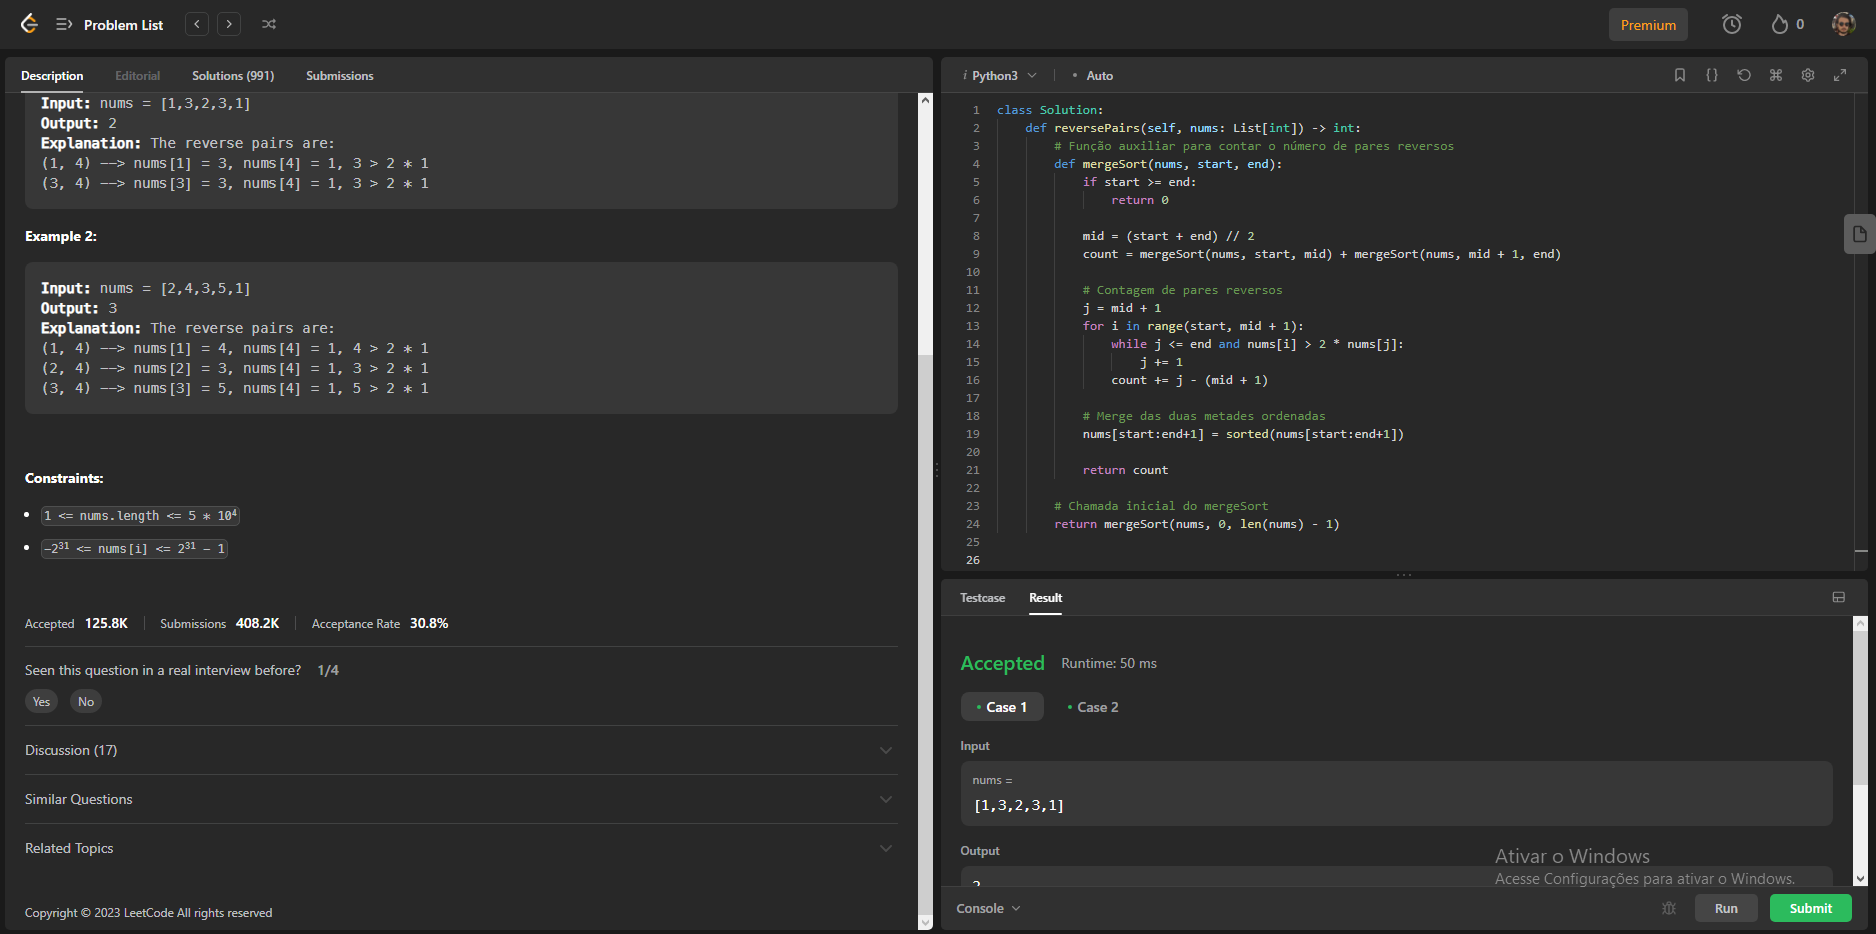 Problem List
Premium
0
Description
Editorial
Solutions (991)
Submissions
Input: nums = [1,3,2,3,1]
Output: 2
Explanation: The reverse pairs are:
(1, 4) --> nums[1] = 3, nums[4] = 1, 3 > 2 * 1
(3, 4) --> nums[3] = 3, nums[4] = 1, 3 > 2 * 1
Example 2:
Input: nums = [2,4,3,5,1]
Output: 3
Explanation: The reverse pairs are:
(1, 4) --> nums[1] = 4, nums[4] = 1, 4 > 2 * 1
(2, 4) --> nums[2] = 3, nums[4] = 1, 3 > 2 * 1
(3, 4) --> nums[3] = 5, nums[4] = 1, 5 > 2 * 1
Constraints:
1 <= nums.length <= 5 * 10⁴
-2³¹ <= nums[i] <= 2³¹ - 1
Accepted 125.8K Submissions 408.2K Acceptance Rate 30.8%
Seen this question in a real interview before? 1/4
Yes No
Discussion (17)
Similar Questions
Related Topics
Copyright © 2023 LeetCode All rights reserved
i Python3 • Auto
1 class Solution:
2 def reversePairs(self, nums: List[int]) -> int:
3 # Função auxiliar para contar o número de pares reversos
4 def mergeSort(nums, start, end):
5 if start >= end:
6 return 0
7
8 mid = (start + end) // 2
9 count = mergeSort(nums, start, mid) + mergeSort(nums, mid + 1, end)
10
11 # Contagem de pares reversos
12 j = mid + 1
13 for i in range(start, mid + 1):
14 while j <= end and nums[i] > 2 * nums[j]:
15 j += 1
16 count += j - (mid + 1)
17
18 # Merge das duas metades ordenadas
19 nums[start:end+1] = sorted(nums[start:end+1])
20
21 return count
22
23 # Chamada inicial do mergeSort
24 return mergeSort(nums, 0, len(nums) - 1)
25
26
Testcase Result
Accepted Runtime: 50 ms
• Case 1 • Case 2
Input
nums =
[1,3,2,3,1]
Output
2
Ativar o Windows
Acesse Configurações para ativar o Windows.
Console
Run
Submit